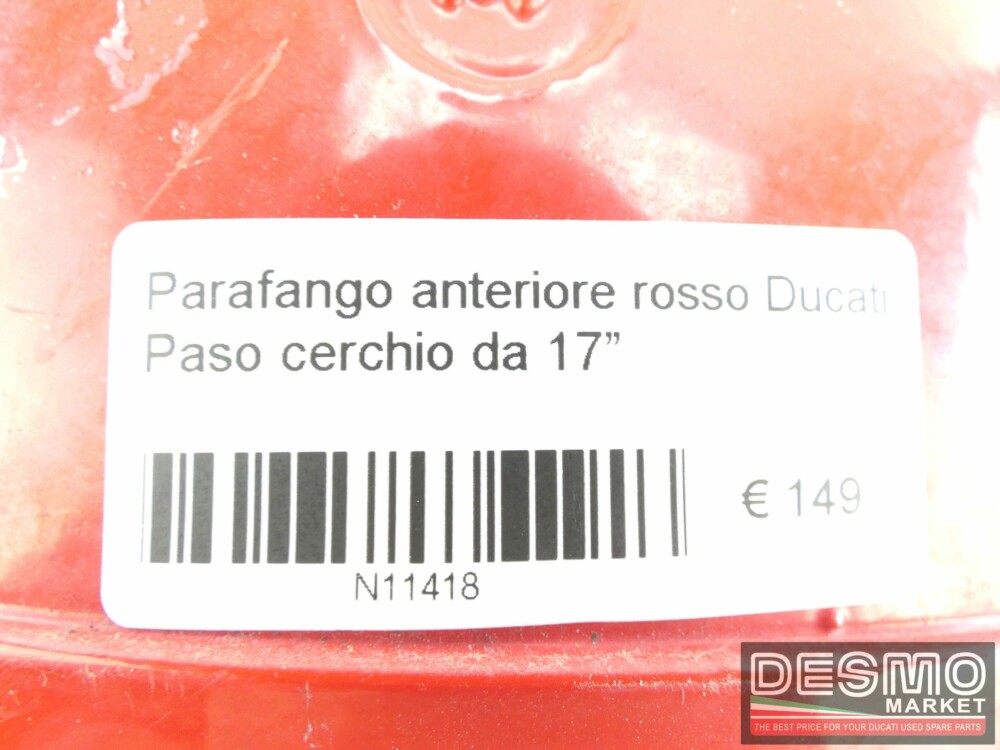 Parafango anteriore rosso Ducati
Paso cerchio da 17”
€ 149
N11418
DESMO
MARKET
THE BEST PRICE FOR YOUR DUCATI USED SPARE PARTS